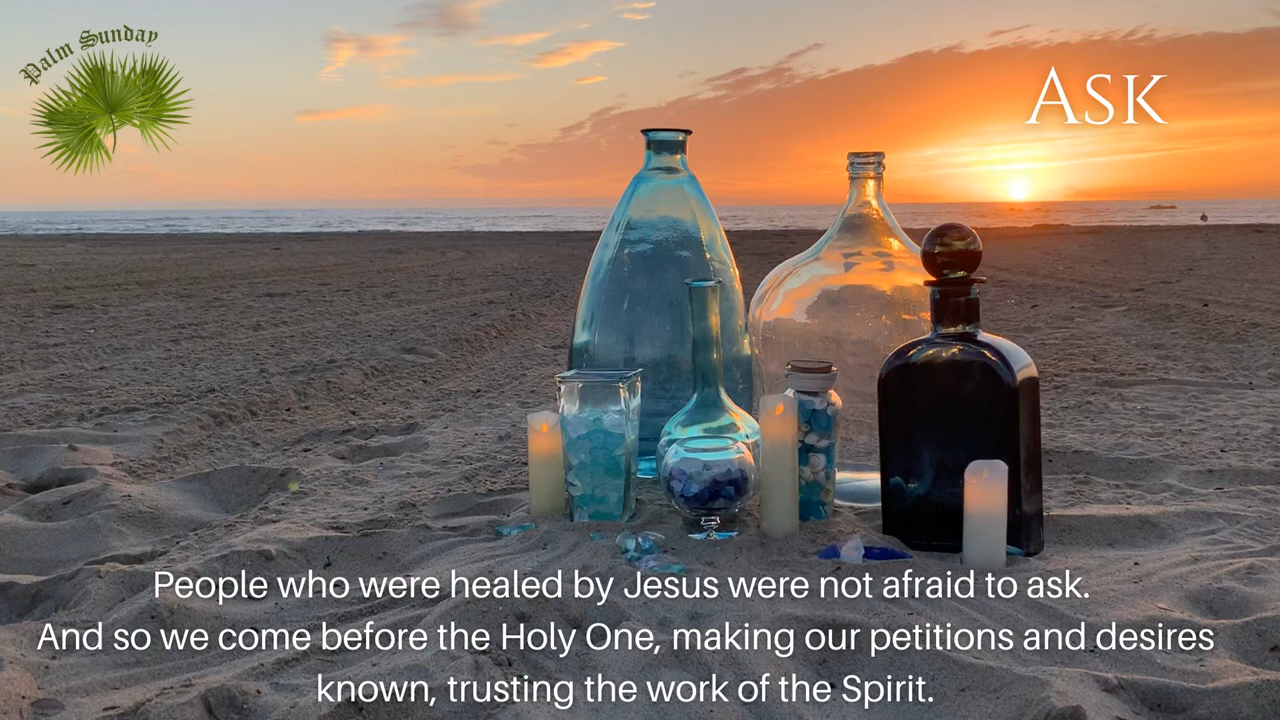 Palm Sunday
Ask
People who were healed by Jesus were not afraid to ask.
And so we come before the Holy One, making our petitions and desires
known, trusting the work of the Spirit.